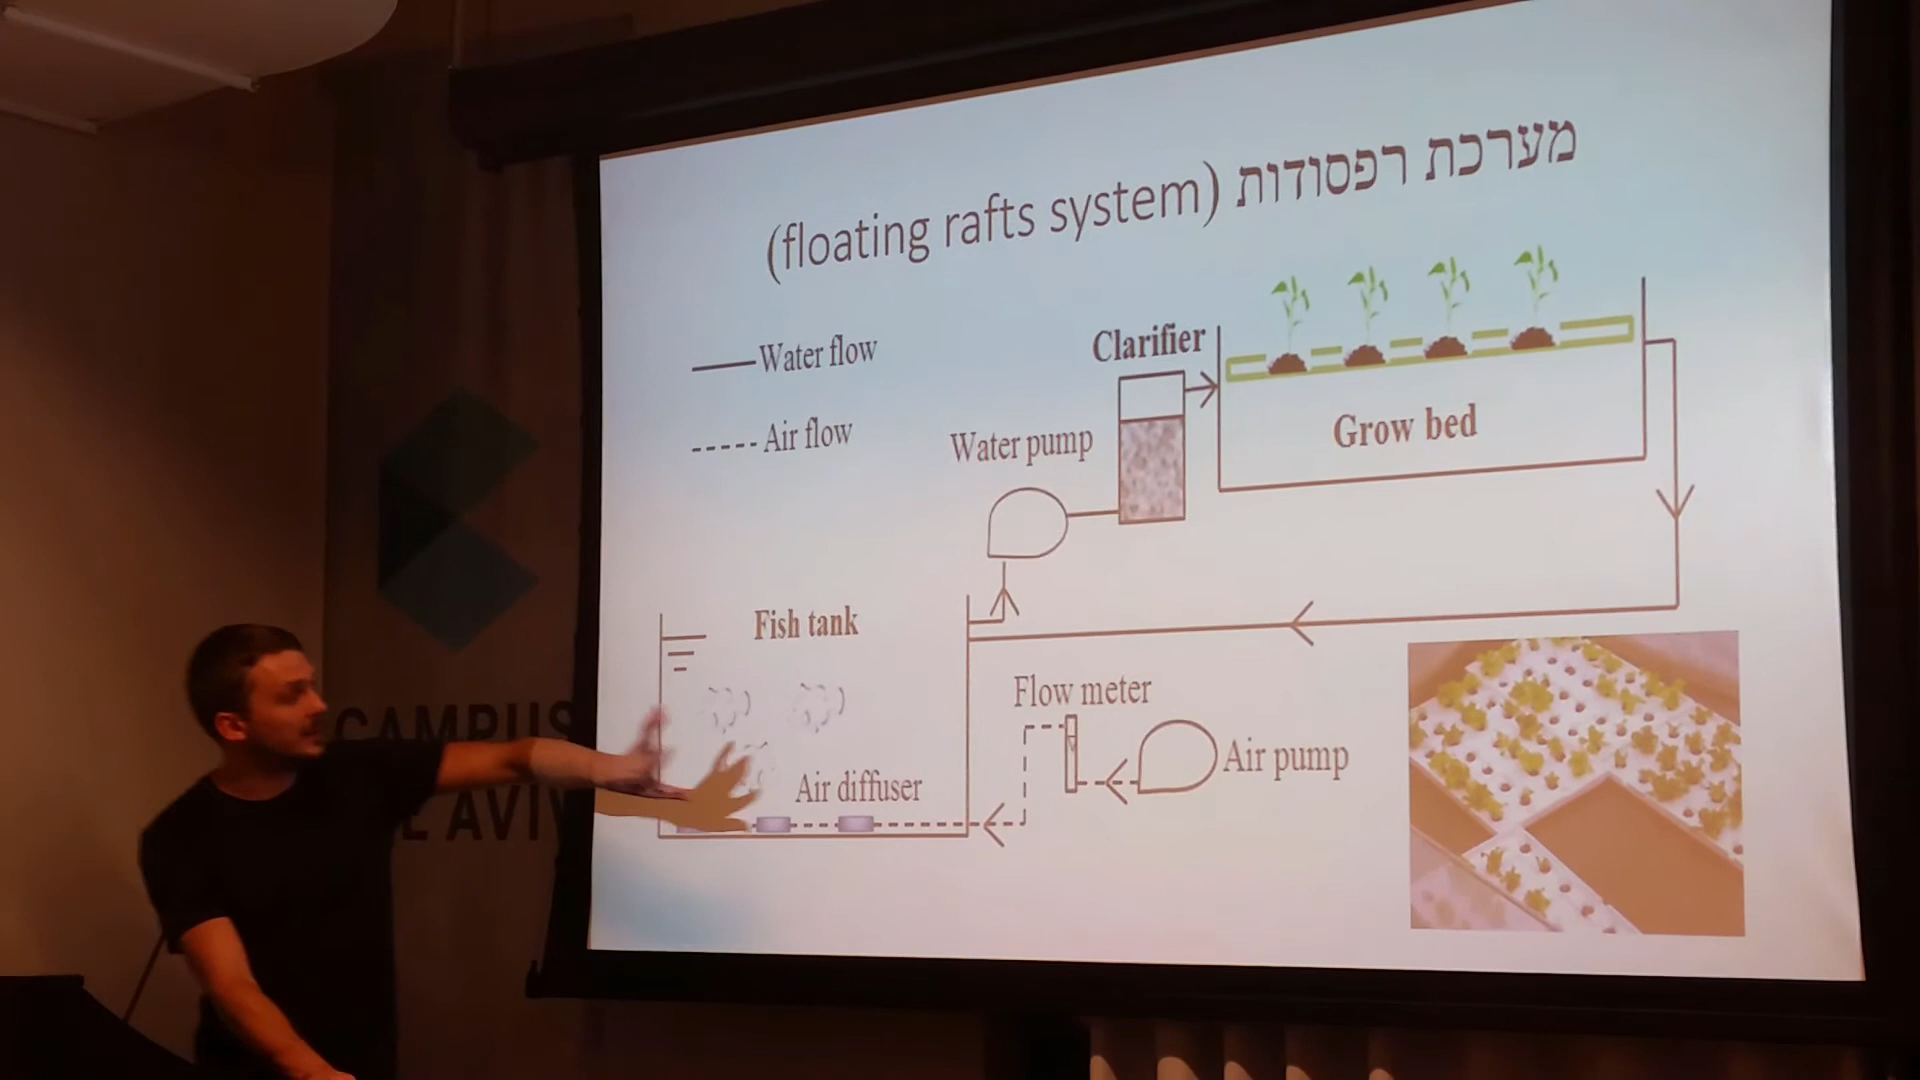 מערכת רפסודות (floating rafts system)
Water flow
Air flow
Clarifier
Water pump
Grow bed
Fish tank
Flow meter
Air pump
Air diffuser
CAMPUS
AVIV